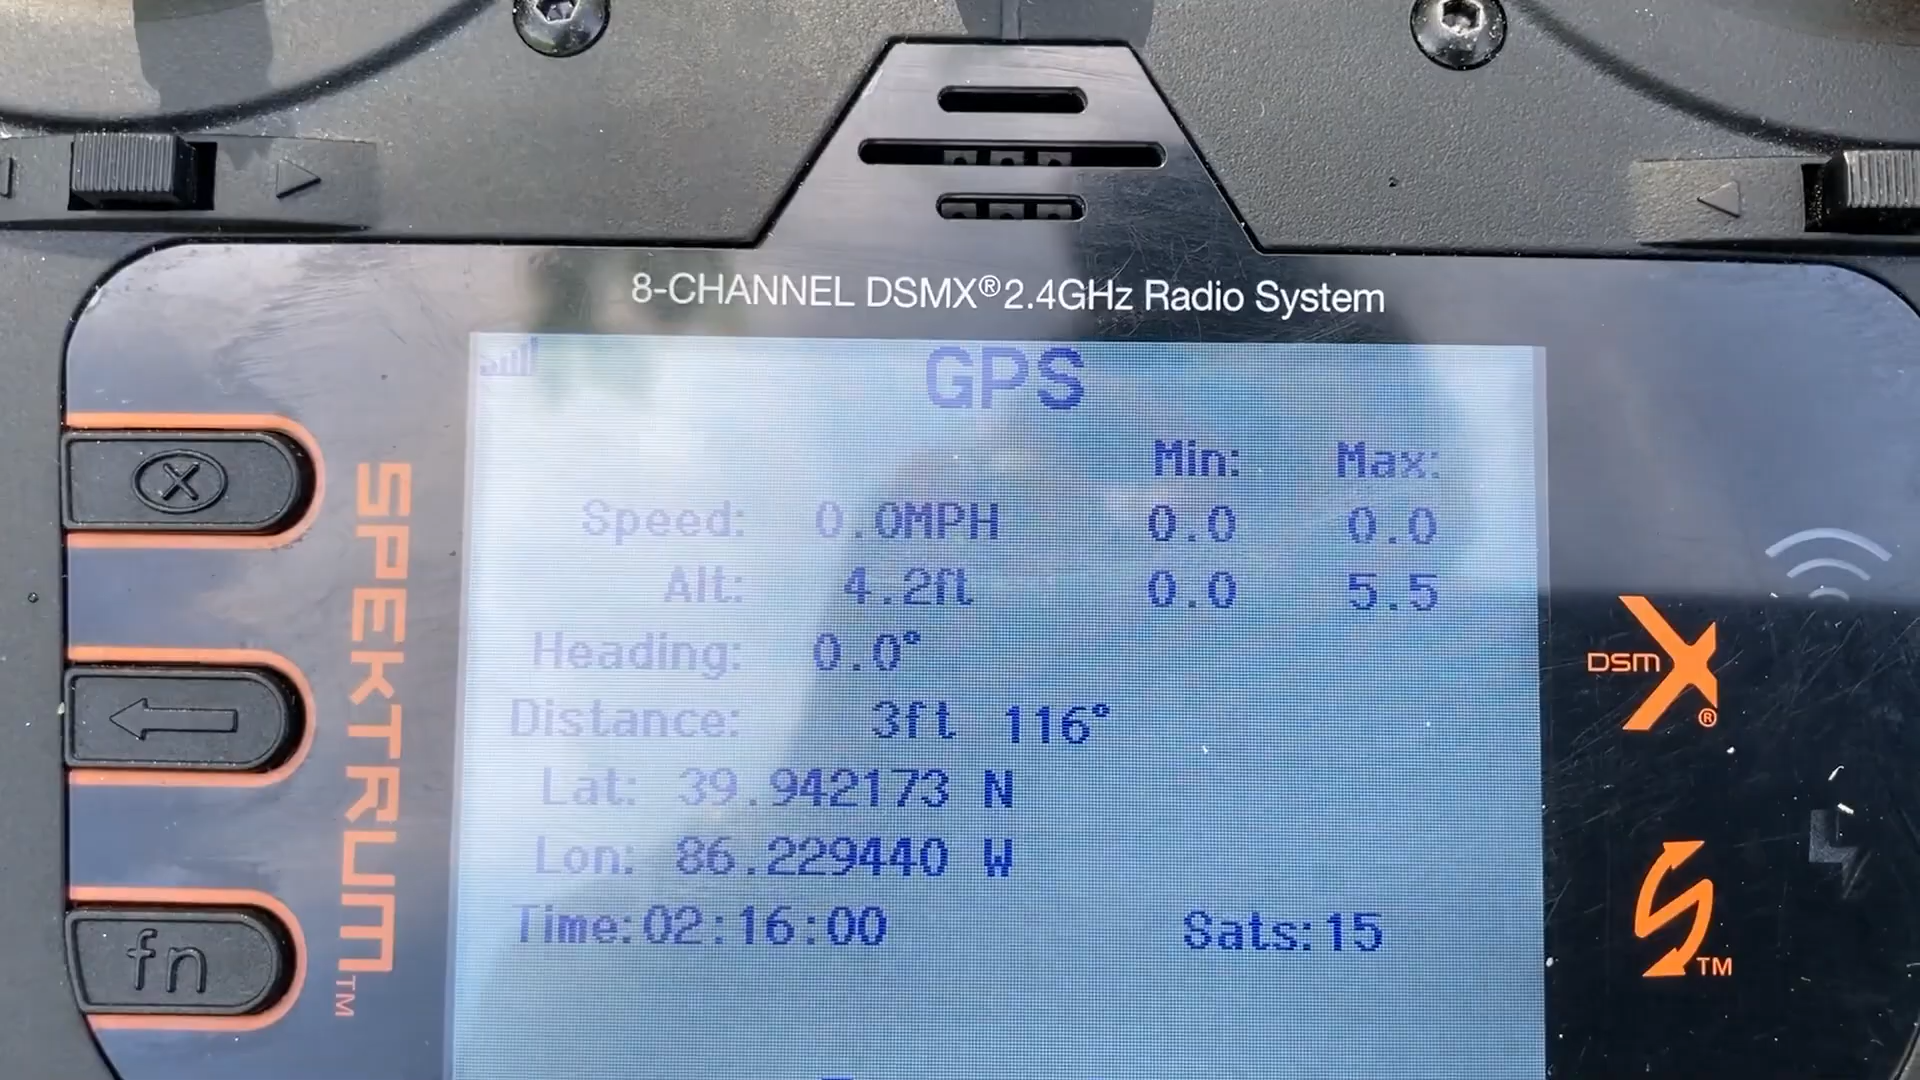 8-CHANNEL DSMX® 2.4GHz Radio System
GPS
Min: Max:
Speed: 0.0MPH 0.0 0.0
Alt: 4.2ft 0.0 5.5
Heading: 0.0°
Distance: 3ft 116°
Lat: 39.942173 N
Lon: 86.229440 W
Time:02:16:00 Sats:15
SPEKTRUM™
fn
DSMX®
TM